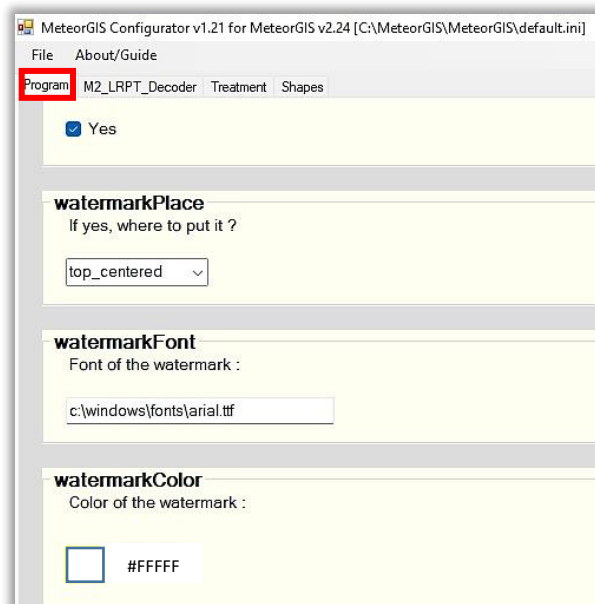 MeteorGIS Configurator v1.21 for MeteorGIS v2.24 [C:\MeteorGIS\MeteorGIS\default.ini]
File About/Guide
Program M2_LRPT_Decoder Treatment Shapes
Yes
watermarkPlace
If yes, where to put it ?
top_centered
watermarkFont
Font of the watermark :
c:\windows\fonts\arial.ttf
watermarkColor
Color of the watermark :
#FFFFF